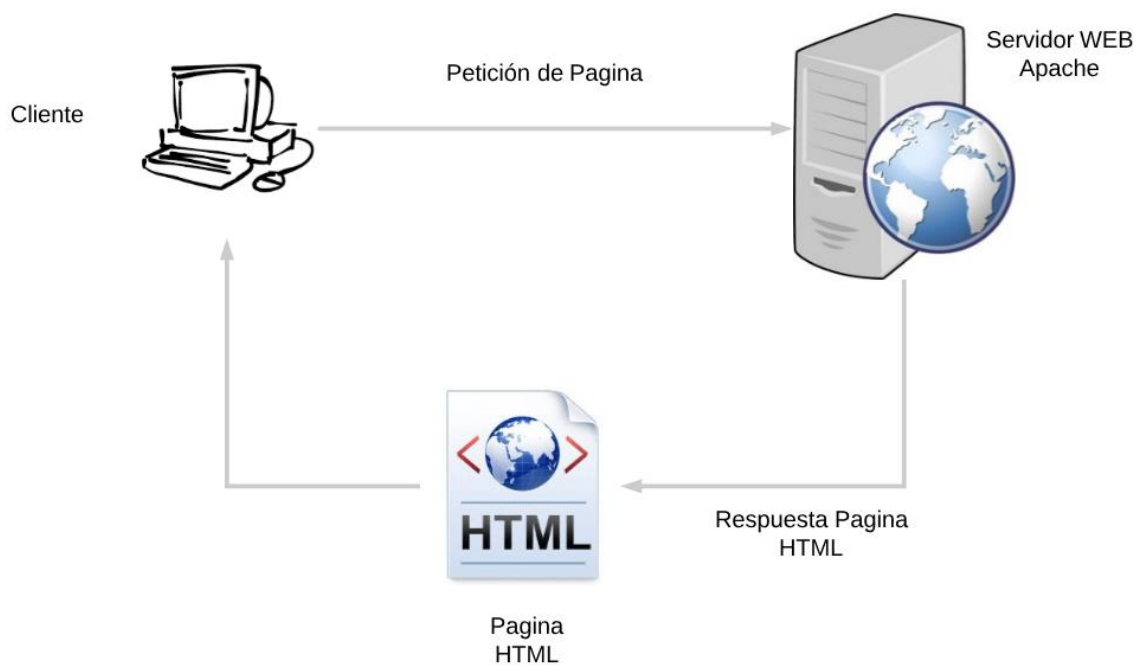 Servidor WEB
Apache
Petición de Pagina
Cliente
HTML
Respuesta Pagina
HTML
Pagina
HTML